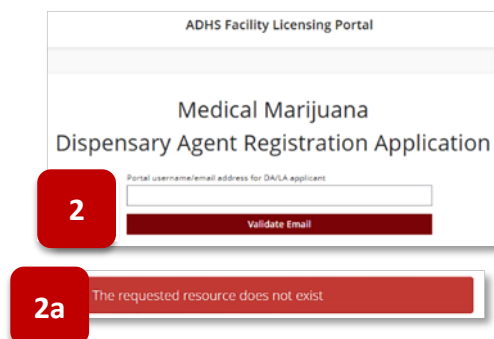 ADHS Facility Licensing Portal
Medical Marijuana
Dispensary Agent Registration Application
Portal username/email address for DA/LA applicant
2
Validate Email
2a
The requested resource does not exist